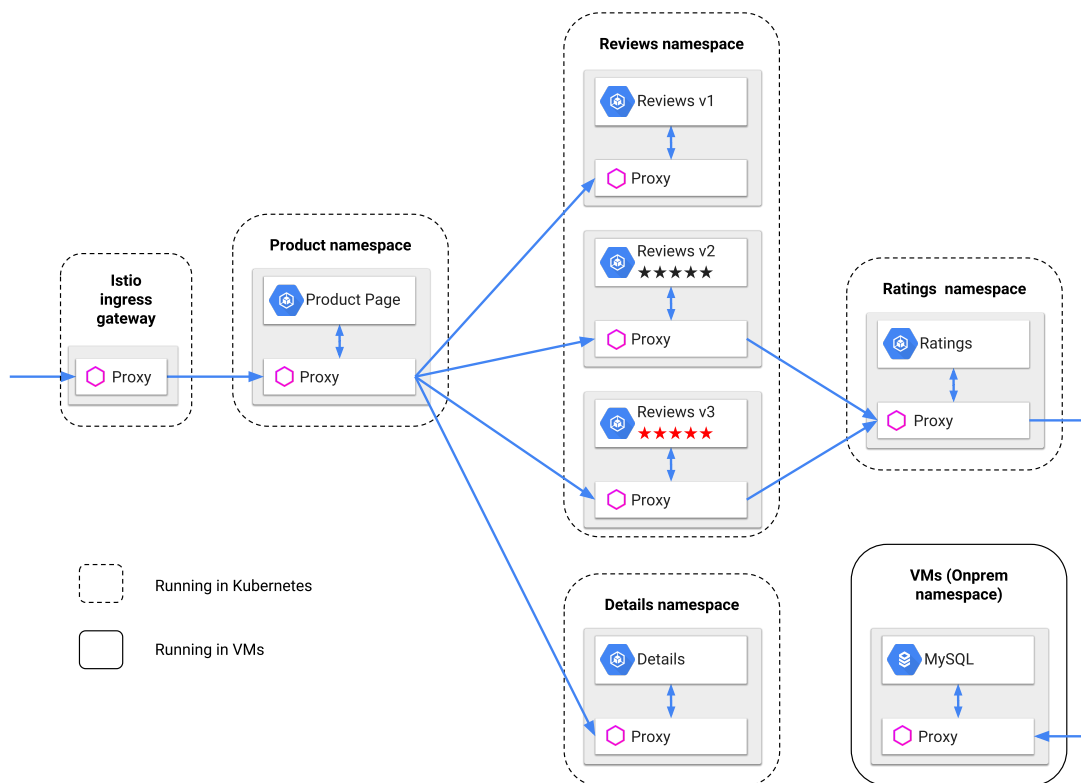 Istio
ingress
gateway
Proxy
Product namespace
Product Page
Proxy
Reviews namespace
Reviews v1
Proxy
Reviews v2
★★★★★
Proxy
Reviews v3
★★★★★
Proxy
Ratings namespace
Ratings
Proxy
Details namespace
Details
Proxy
VMs (Onprem
namespace)
MySQL
Proxy
Running in Kubernetes
Running in VMs